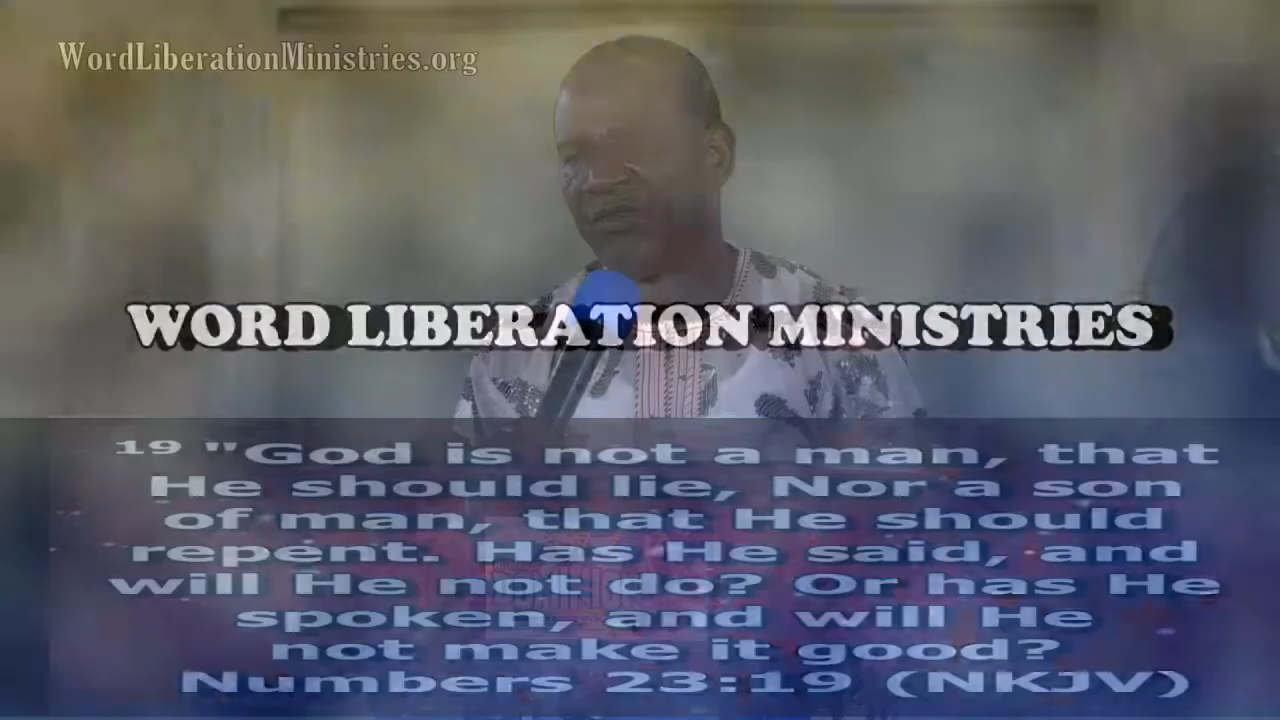 WordLiberationMinistries.org
WORD LIBERATION MINISTRIES
19 "God is not a man, that
He should lie, Nor a son
of man, that He should
repent. Has He said, and
will He not do? Or has He
spoken, and will He
not make it good?
Numbers 23:19 (NKJV)